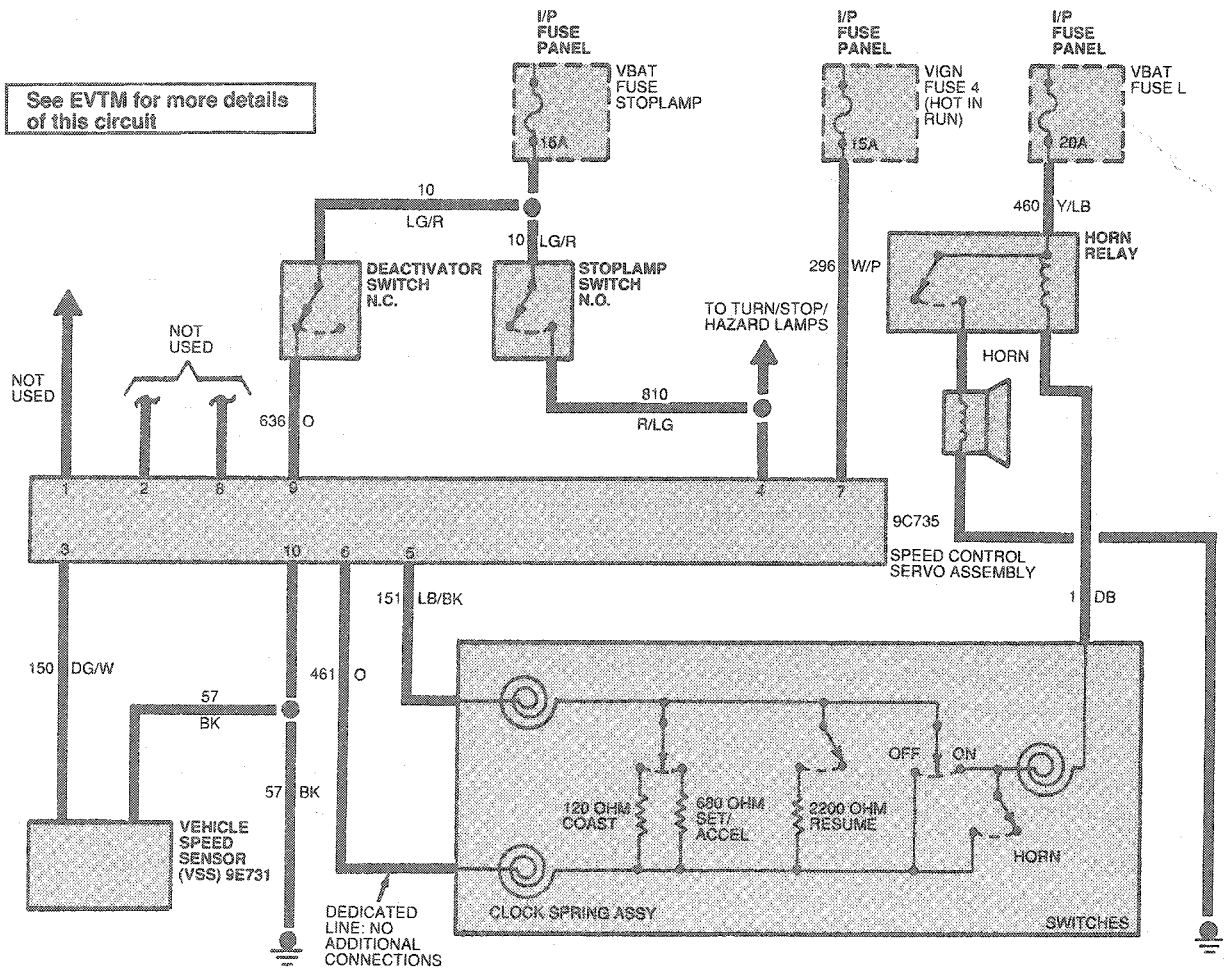 I/P
FUSE
PANEL
I/P
FUSE
PANEL
I/P
FUSE
PANEL
VBAT
FUSE
STOPLAMP
15A
VIGN
FUSE 4
(HOT IN
RUN)
15A
VBAT
FUSE L
20A
See EVTM for more details
of this circuit
10
LG/R
10 LG/R
460 Y/LB
DEACTIVATOR
SWITCH
N.C.
STOPLAMP
SWITCH
N.O.
296 W/P
HORN
RELAY
TO TURN/STOP/
HAZARD LAMPS
NOT
USED
NOT
USED
HORN
636 O
810
R/LG
1 2 8 9 4 7
9C735
SPEED CONTROL
SERVO ASSEMBLY
3 10 6 5
151 LB/BK
1 DB
150 DG/W
461 O
57
BK
57 BK
OFF ON
120 OHM
COAST
680 OHM
SET/
ACCEL
2200 OHM
RESUME
HORN
VEHICLE
SPEED
SENSOR
(VSS) 9E731
CLOCK SPRING ASSY
SWITCHES
DEDICATED
LINE: NO
ADDITIONAL
CONNECTIONS